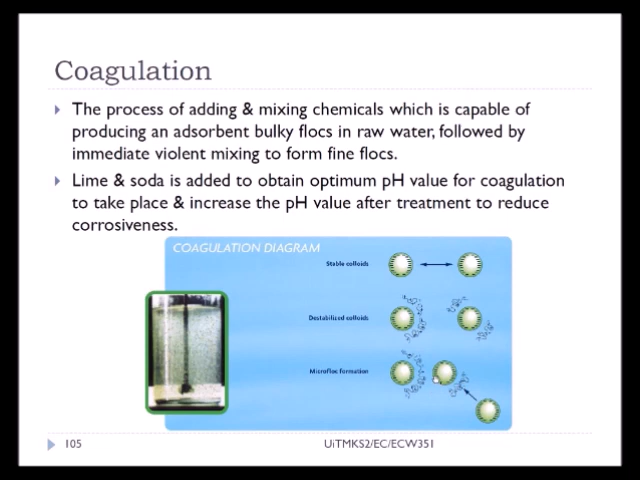 Coagulation
The process of adding & mixing chemicals which is capable of
producing an adsorbent bulky flocs in raw water, followed by
immediate violent mixing to form fine flocs.
Lime & soda is added to obtain optimum pH value for coagulation
to take place & increase the pH value after treatment to reduce
corrosiveness.
COAGULATION DIAGRAM
Stable colloids
Destabilized colloids
Microfloc formation
105
UiTMKS2/EC/ECW351